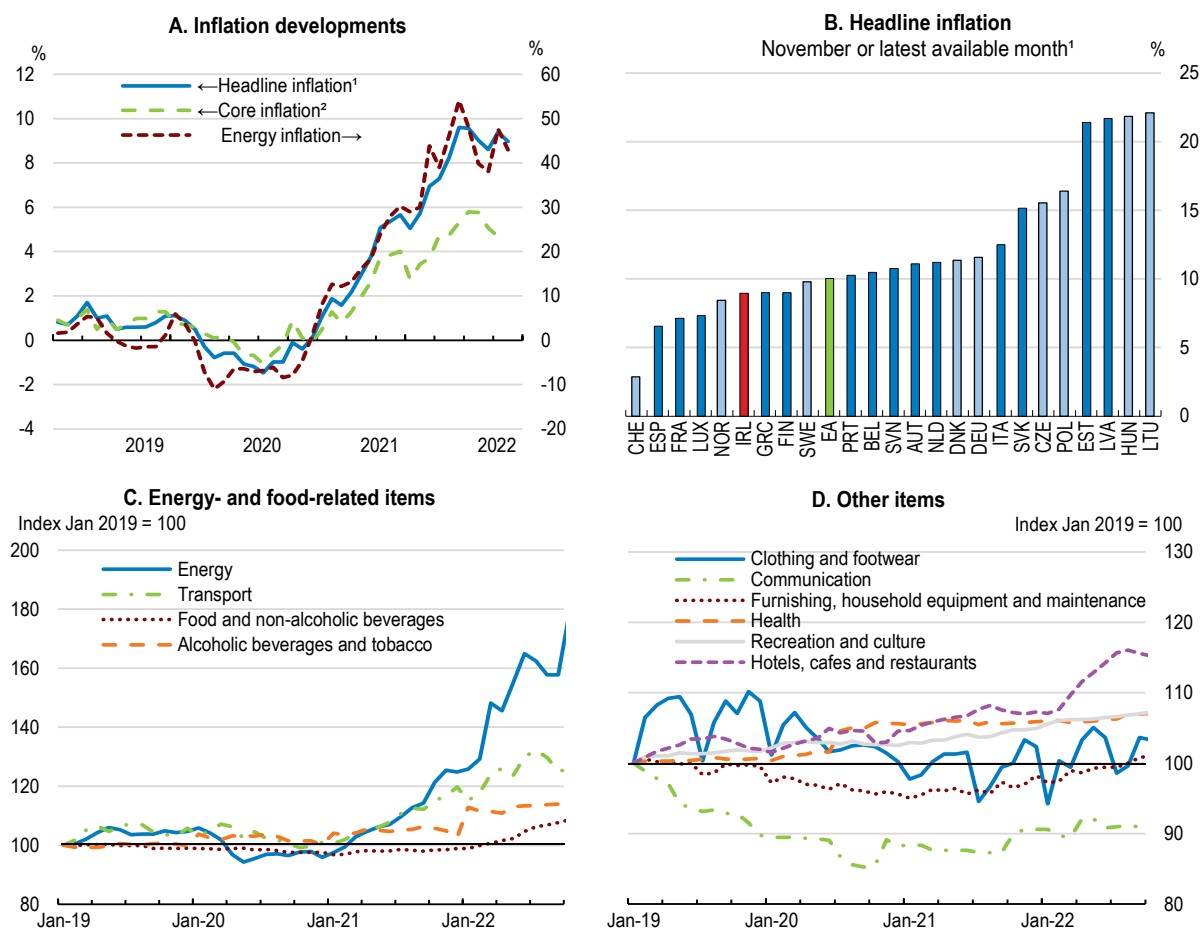 A. Inflation developments
%
%
12
10
8
6
4
2
0
-2
-4
60
50
40
30
20
10
0
-10
-20
←Headline inflation¹
←Core inflation²
Energy inflation→
2019
2020
2021
2022
B. Headline inflation
November or latest available month¹
%
25
20
15
10
5
0
CHE
ESP
FRA
LUX
NOR
IRL
GRC
FIN
SWE
EA
PRT
BEL
SVN
AUT
NLD
DNK
DEU
ITA
SVK
CZE
POL
EST
LVA
HUN
LTU
C. Energy- and food-related items
Index Jan 2019 = 100
200
180
160
140
120
100
80
Energy
Transport
Food and non-alcoholic beverages
Alcoholic beverages and tobacco
Jan-19
Jan-20
Jan-21
Jan-22
D. Other items
Index Jan 2019 = 100
130
120
110
100
90
80
Clothing and footwear
Communication
Furnishing, household equipment and maintenance
Health
Recreation and culture
Hotels, cafes and restaurants
Jan-19
Jan-20
Jan-21
Jan-22